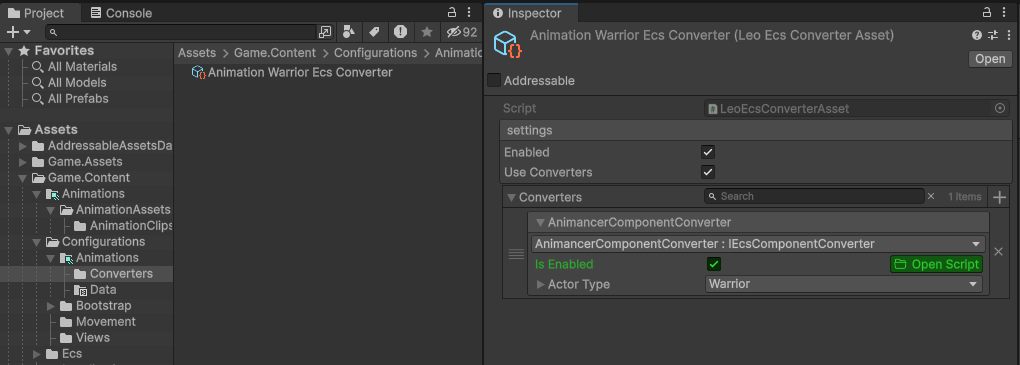 Project
Console
92
Favorites
All Materials
All Models
All Prefabs
Assets
AddressableAssetsDa
Game.Assets
Game.Content
Animations
AnimationAssets
AnimationClips
Configurations
Animations
Converters
Data
Bootstrap
Movement
Views
Ecs
Assets > Game.Content > Configurations > Animatio
Animation Warrior Ecs Converter
Inspector
Animation Warrior Ecs Converter (Leo Ecs Converter Asset)
Open
Addressable
Script LeoEcsConverterAsset
settings
Enabled
Use Converters
Converters Search 1 Items
AnimancerComponentConverter
AnimancerComponentConverter : IEcsComponentConverter
Is Enabled Open Script
Actor Type Warrior